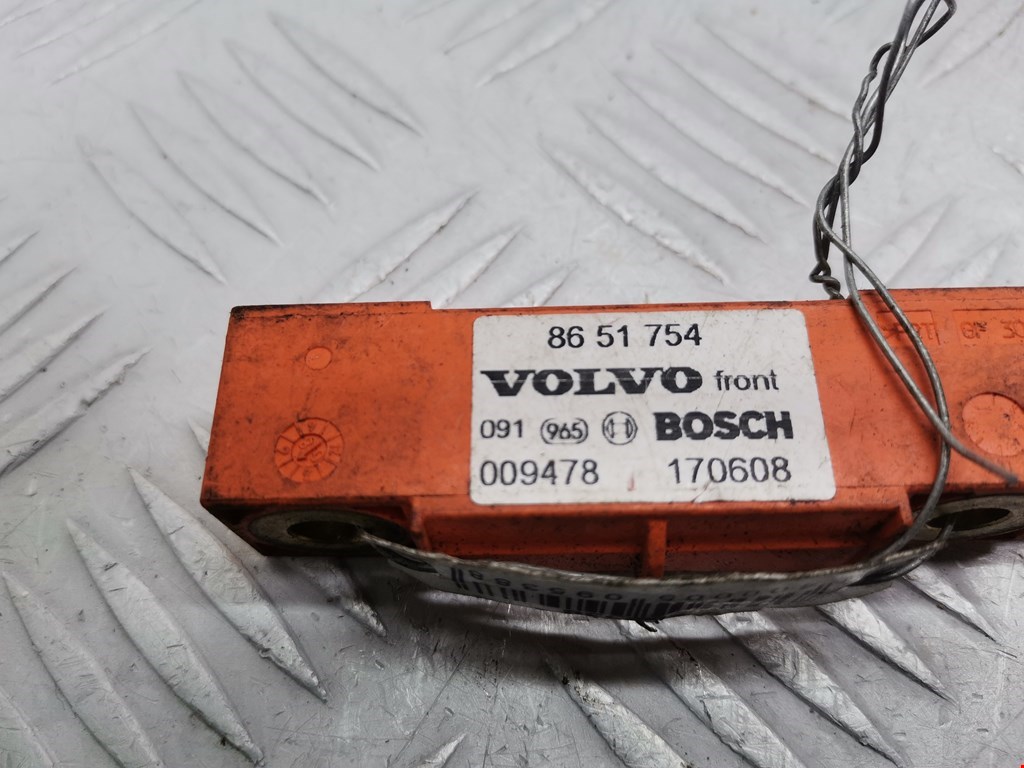 86 51 754
VOLVO front
091 965 BOSCH
009478 170608